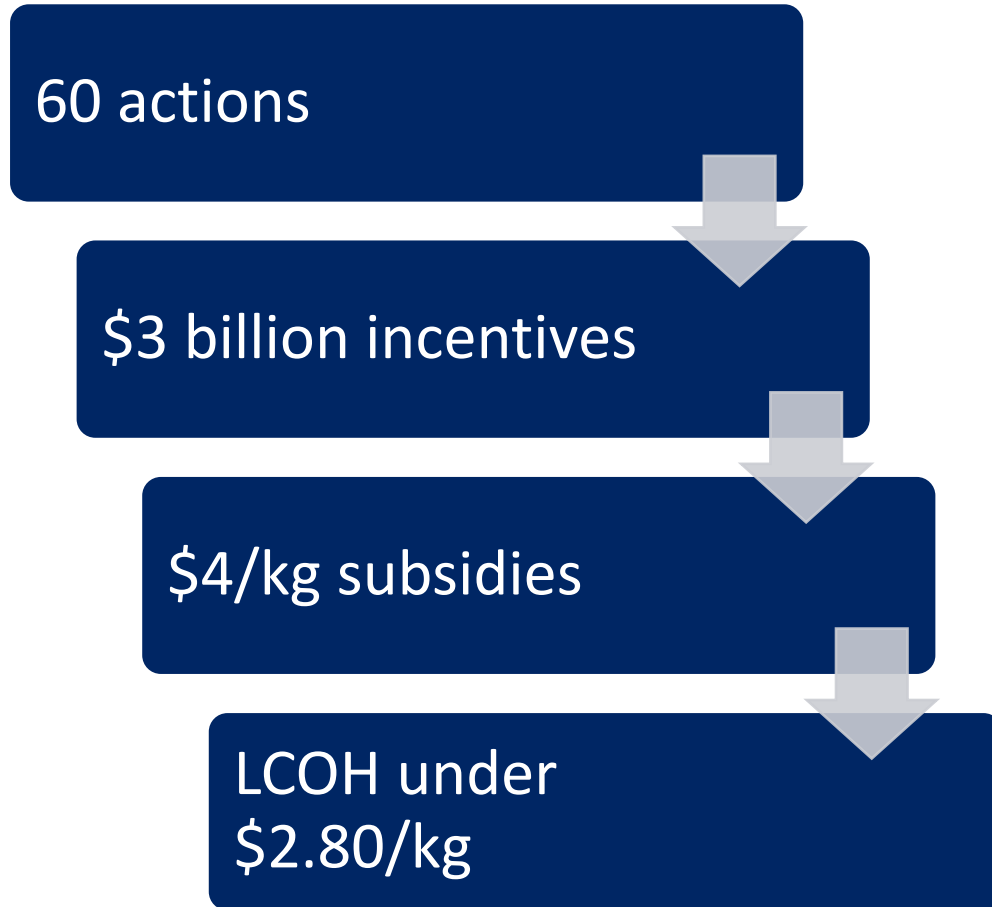 60 actions
$3 billion incentives
$4/kg subsidies
LCOH under
$2.80/kg